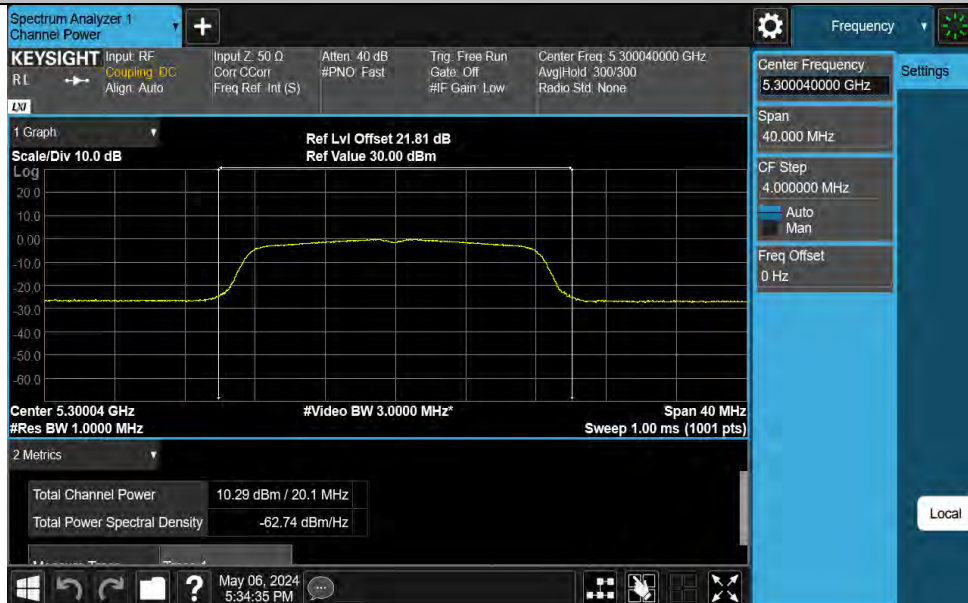 Spectrum Analyzer 1
Channel Power
+
Frequency
KEYSIGHT
Input: RF
Coupling: DC
Align: Auto
Input Z: 50 Ω
Corr CCorr
Freq Ref: Int (S)
Atten: 40 dB
#PNO: Fast
Trig: Free Run
Gate: Off
#IF Gain: Low
Center Freq: 5.300040000 GHz
Avg|Hold: 300/300
Radio Std: None
LXI
Center Frequency
5.300040000 GHz
Settings
Span
40.000 MHz
CF Step
4.000000 MHz
Auto
Man
Freq Offset
0 Hz
1 Graph
Scale/Div 10.0 dB
Ref Lvl Offset 21.81 dB
Ref Value 30.00 dBm
Log
20.0
10.0
0.00
-10.0
-20.0
-30.0
-40.0
-50.0
-60.0
Center 5.30004 GHz
#Video BW 3.0000 MHz*
Span 40 MHz
#Res BW 1.0000 MHz
Sweep 1.00 ms (1001 pts)
2 Metrics
Total Channel Power 10.29 dBm / 20.1 MHz
Total Power Spectral Density -62.74 dBm/Hz
Local
?
May 06, 2024
5:34:35 PM